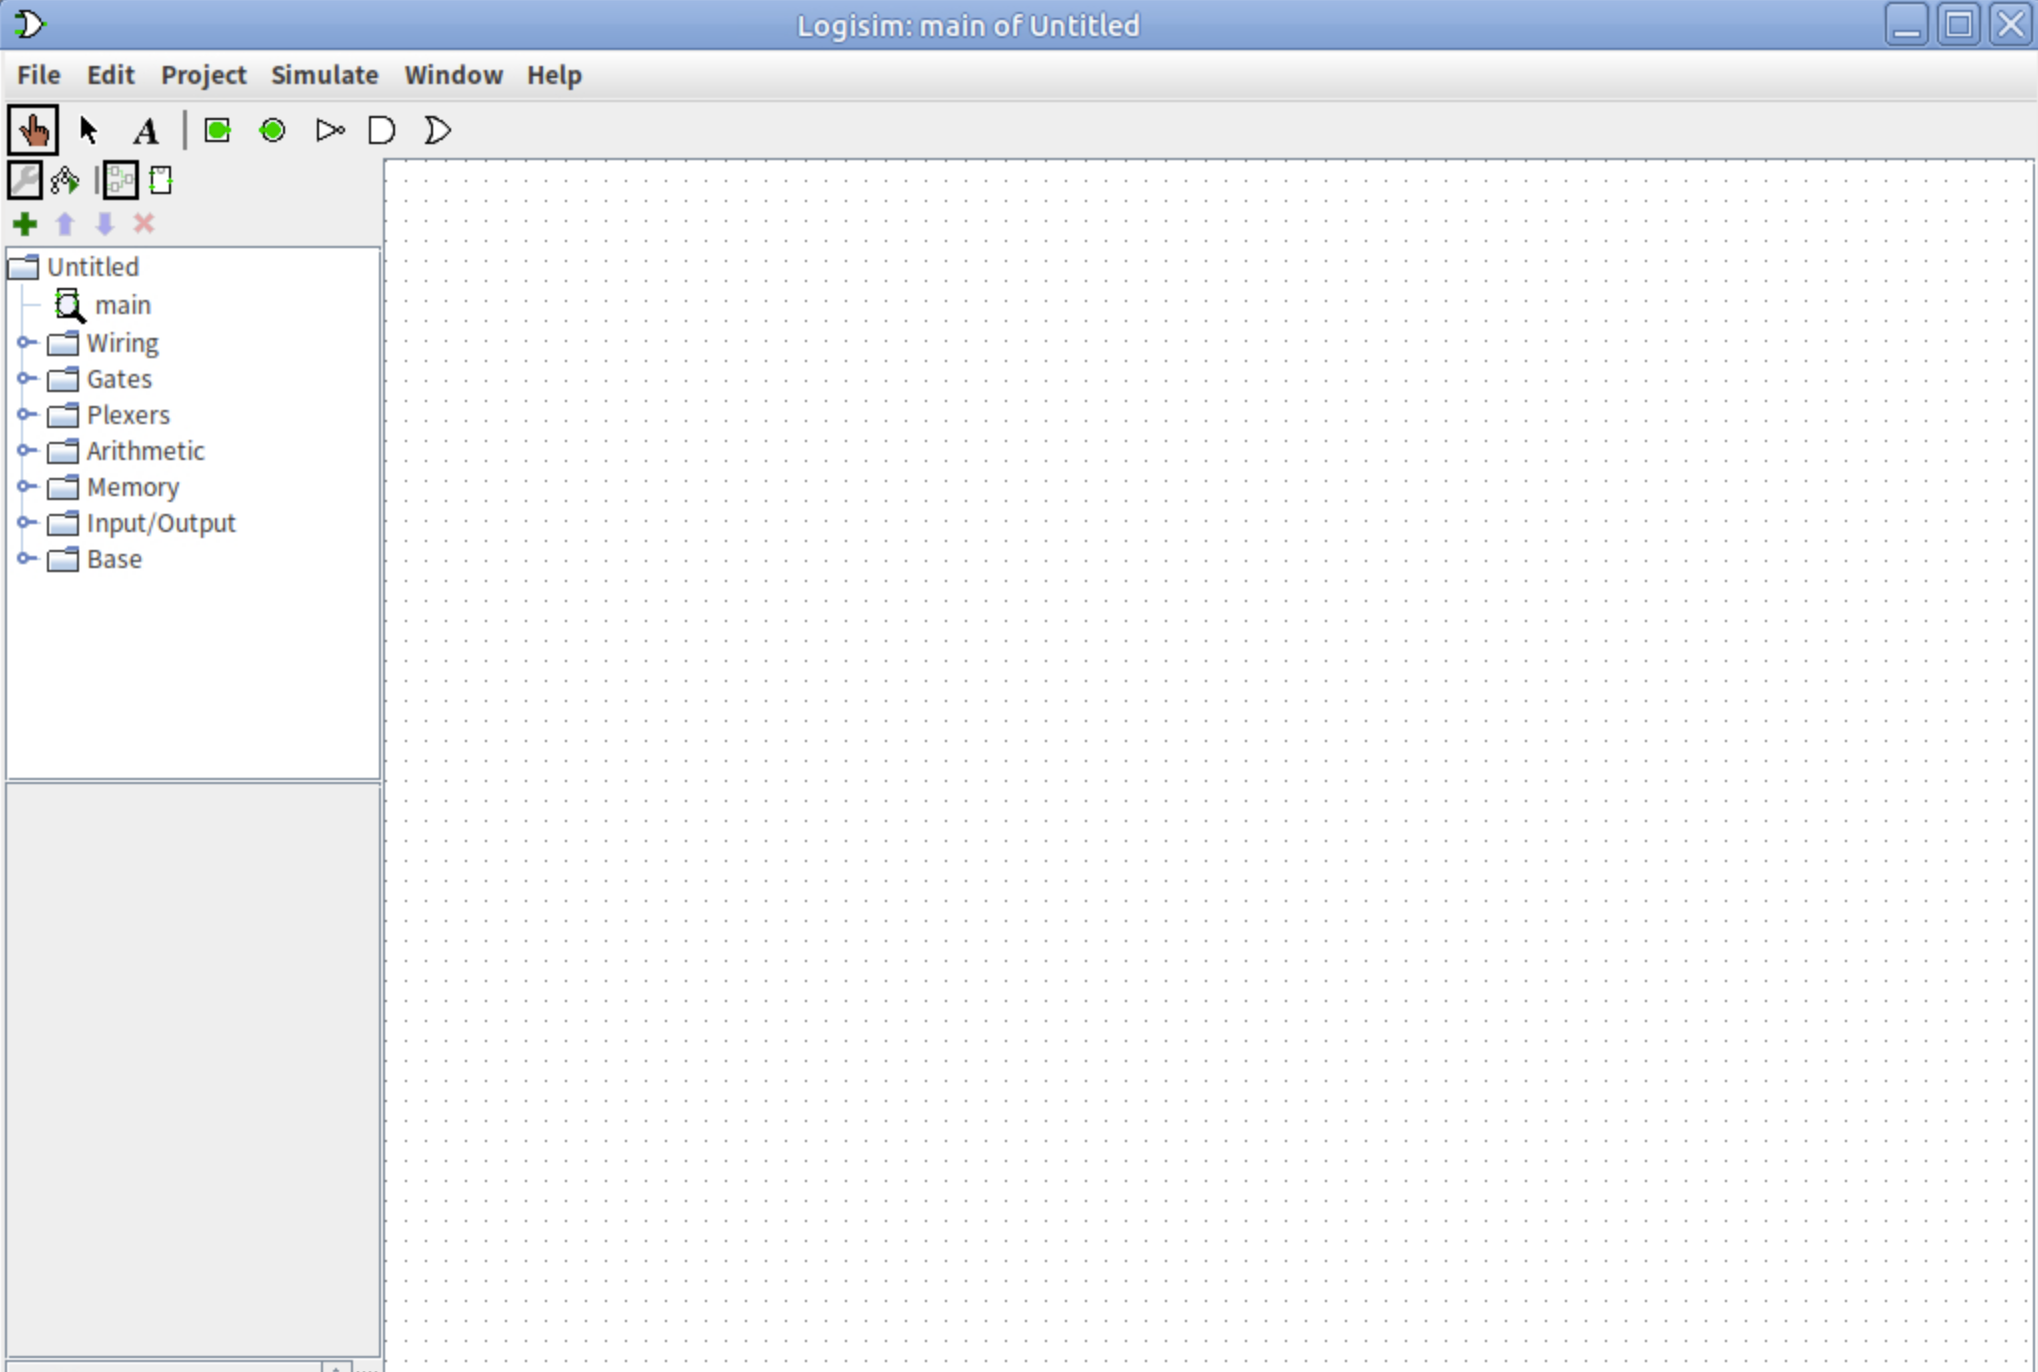 Logisim: main of Untitled
File Edit Project Simulate Window Help
A
Untitled
main
Wiring
Gates
Plexers
Arithmetic
Memory
Input/Output
Base